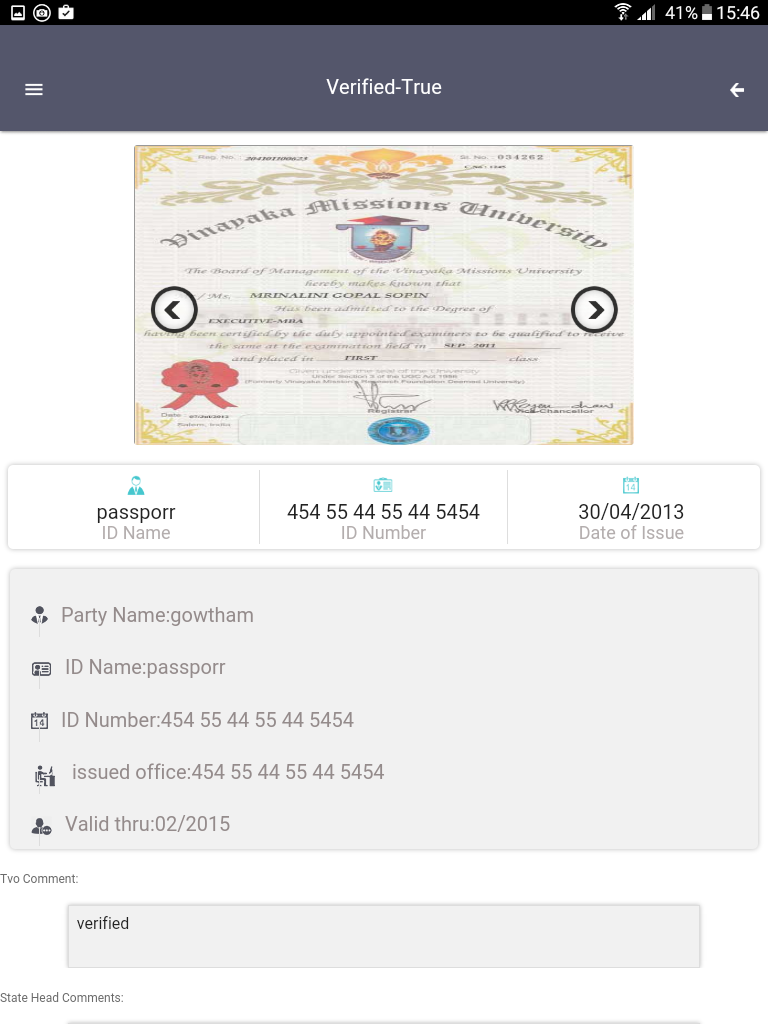 41% 15:46
Verified-True
Reg. No. 204101100623 Sl. No.: 034262
Vinayaka Missions University
The Board of Management of the Vinayaka Missions University
hereby makes known that
/ Ms. MRINALINI GOPAL SOPIN
Has been admitted to the Degree of
EXECUTIVE-MBA
having been certified by the duly appointed examiners to be qualified to receive
the same at the examination held in SEP 2011
and placed in FIRST class
Given under the seal of the University
Under Section 3 of the UGC Act 1956
(Formerly Vinayaka Mission's Research Foundation Deemed University)
Registrar Vice-Chancellor
Date
Salem, India
passporr 454 55 44 55 44 5454 30/04/2013
ID Name ID Number Date of Issue
Party Name:gowtham
ID Name:passporr
14 ID Number:454 55 44 55 44 5454
issued office:454 55 44 55 44 5454
Valid thru:02/2015
Tvo Comment:
verified
State Head Comments: